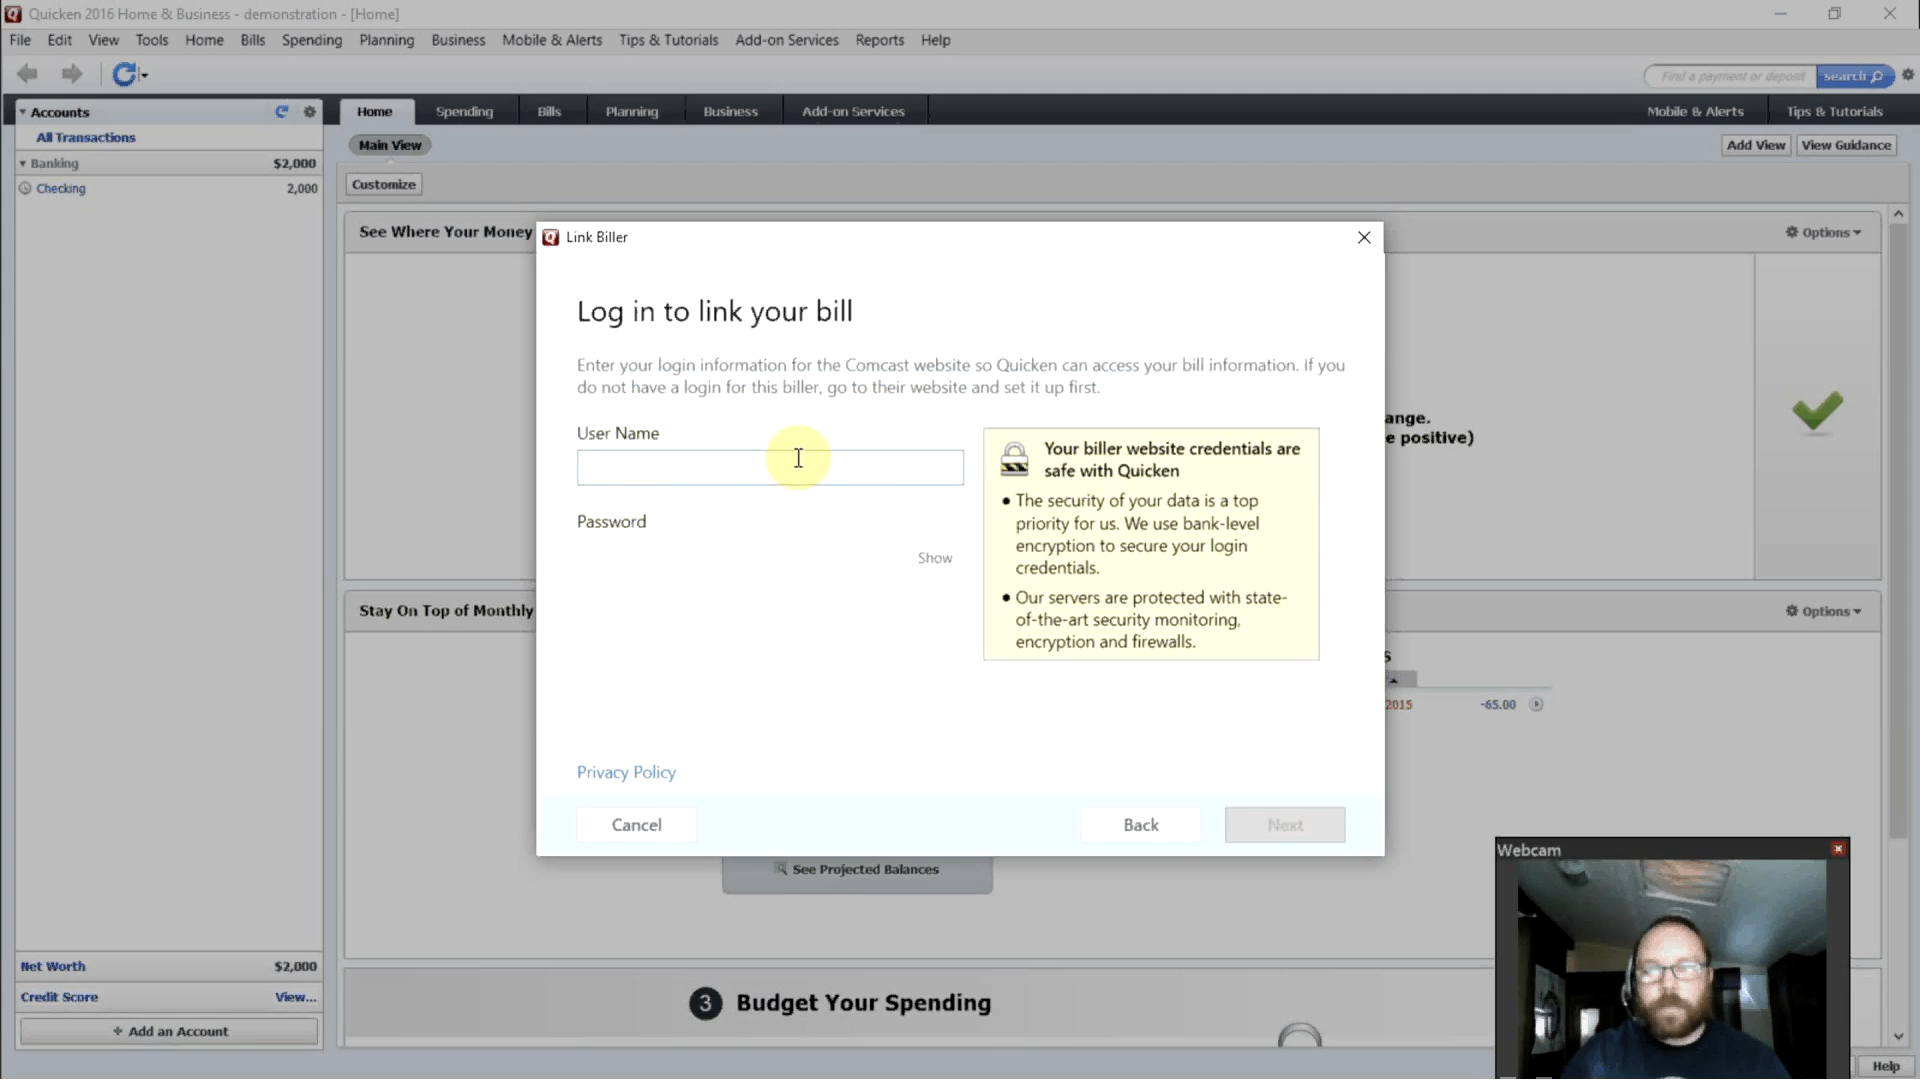 Quicken 2016 Home & Business - demonstration - [Home]
File Edit View Tools Home Bills Spending Planning Business Mobile & Alerts Tips & Tutorials Add-on Services Reports Help
Find a payment or deposit search
Accounts
Home Spending Bills Planning Business Add-on Services Mobile & Alerts Tips & Tutorials
All Transactions
Main View Add View View Guidance
Banking $2,000
Checking 2,000
Customize
See Where Your Money
Options
Link Biller
Log in to link your bill
Enter your login information for the Comcast website so Quicken can access your bill information. If you
do not have a login for this biller, go to their website and set it up first.
User Name
Password
Show
Your biller website credentials are
safe with Quicken
• The security of your data is a top
priority for us. We use bank-level
encryption to secure your login
credentials.
• Our servers are protected with state-
of-the-art security monitoring,
encryption and firewalls.
Privacy Policy
Cancel Back Next
ange.
e positive)
Stay On Top of Monthly
Options
s
2015 -65.00
See Projected Balances
3 Budget Your Spending
Net Worth $2,000
Credit Score View...
+ Add an Account
Webcam
Help